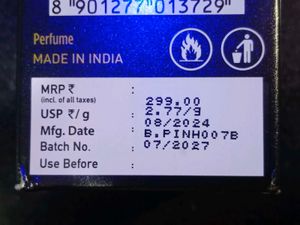 8 901277 013729
Perfume
MADE IN INDIA
MRP ₹ : 299.00
(incl. of all taxes)
USP ₹/g : 2.77/g
Mfg. Date : 08/2024
Batch No. : B.PINH007B
Use Before : 07/2027